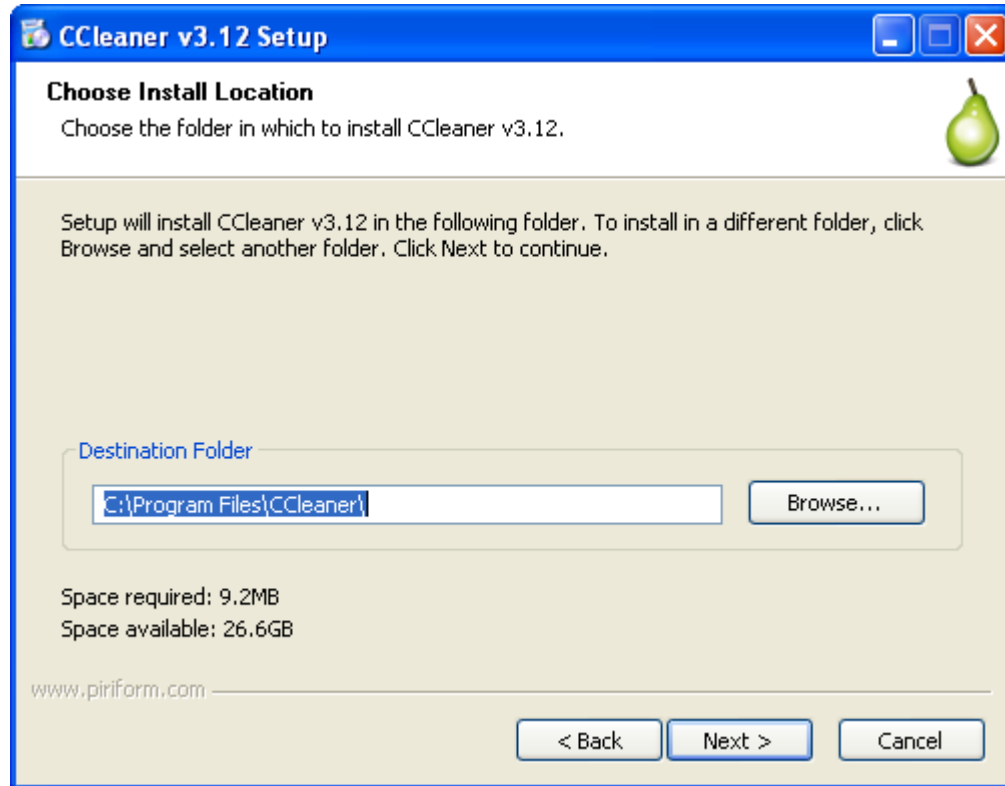 CCleaner v3.12 Setup
Choose Install Location
Choose the folder in which to install CCleaner v3.12.
Setup will install CCleaner v3.12 in the following folder. To install in a different folder, click
Browse and select another folder. Click Next to continue.
Destination Folder
C:\Program Files\CCleaner\
Browse...
Space required: 9.2MB
Space available: 26.6GB
www.piriform.com
< Back
Next >
Cancel